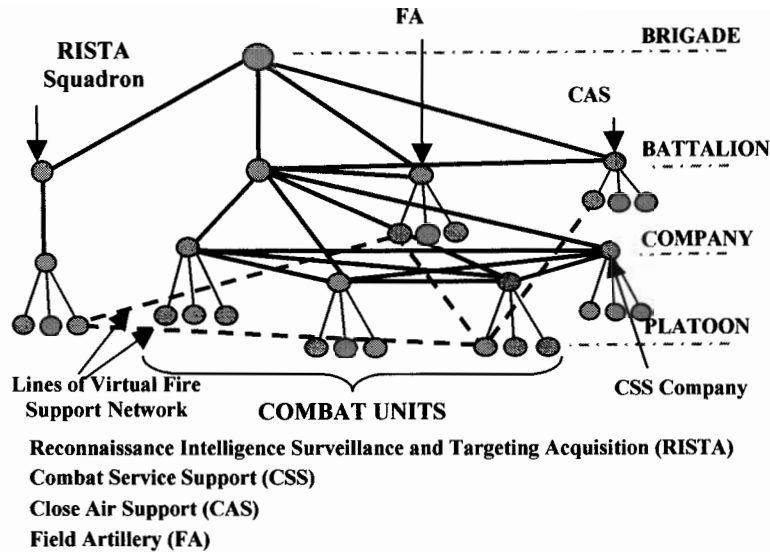 FA
BRIGADE
RISTA
Squadron
CAS
BATTALION
COMPANY
PLATOON
Lines of Virtual Fire
Support Network
COMBAT UNITS
CSS Company
Reconnaissance Intelligence Surveillance and Targeting Acquisition (RISTA)
Combat Service Support (CSS)
Close Air Support (CAS)
Field Artillery (FA)